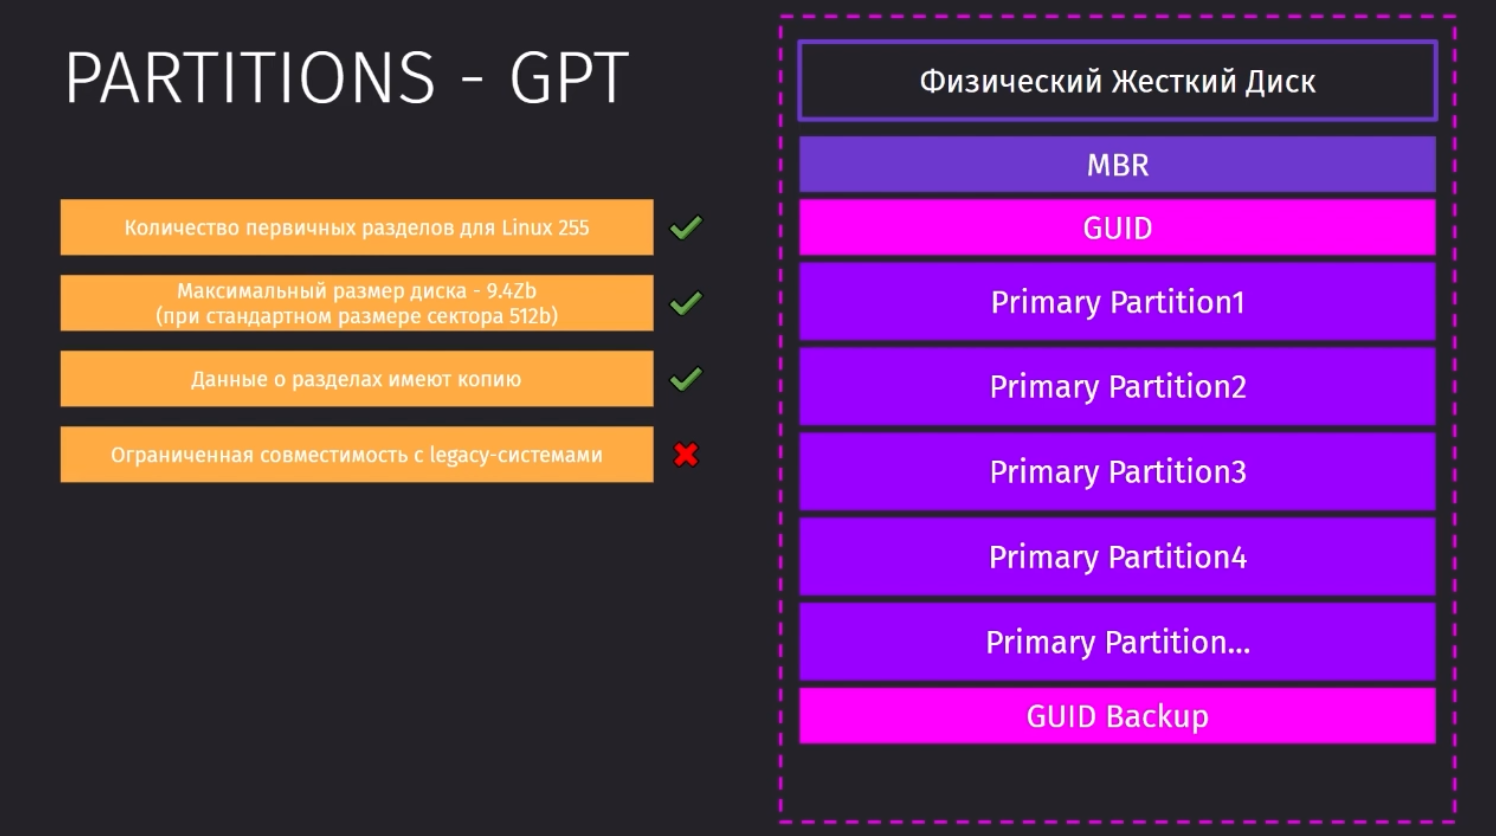 PARTITIONS - GPT
Количество первичных разделов для Linux 255
Максимальный размер диска - 9.4Zb
(при стандартном размере сектора 512b)
Данные о разделах имеют копию
Ограниченная совместимость с legacy-системами
Физический Жесткий Диск
MBR
GUID
Primary Partition1
Primary Partition2
Primary Partition3
Primary Partition4
Primary Partition...
GUID Backup